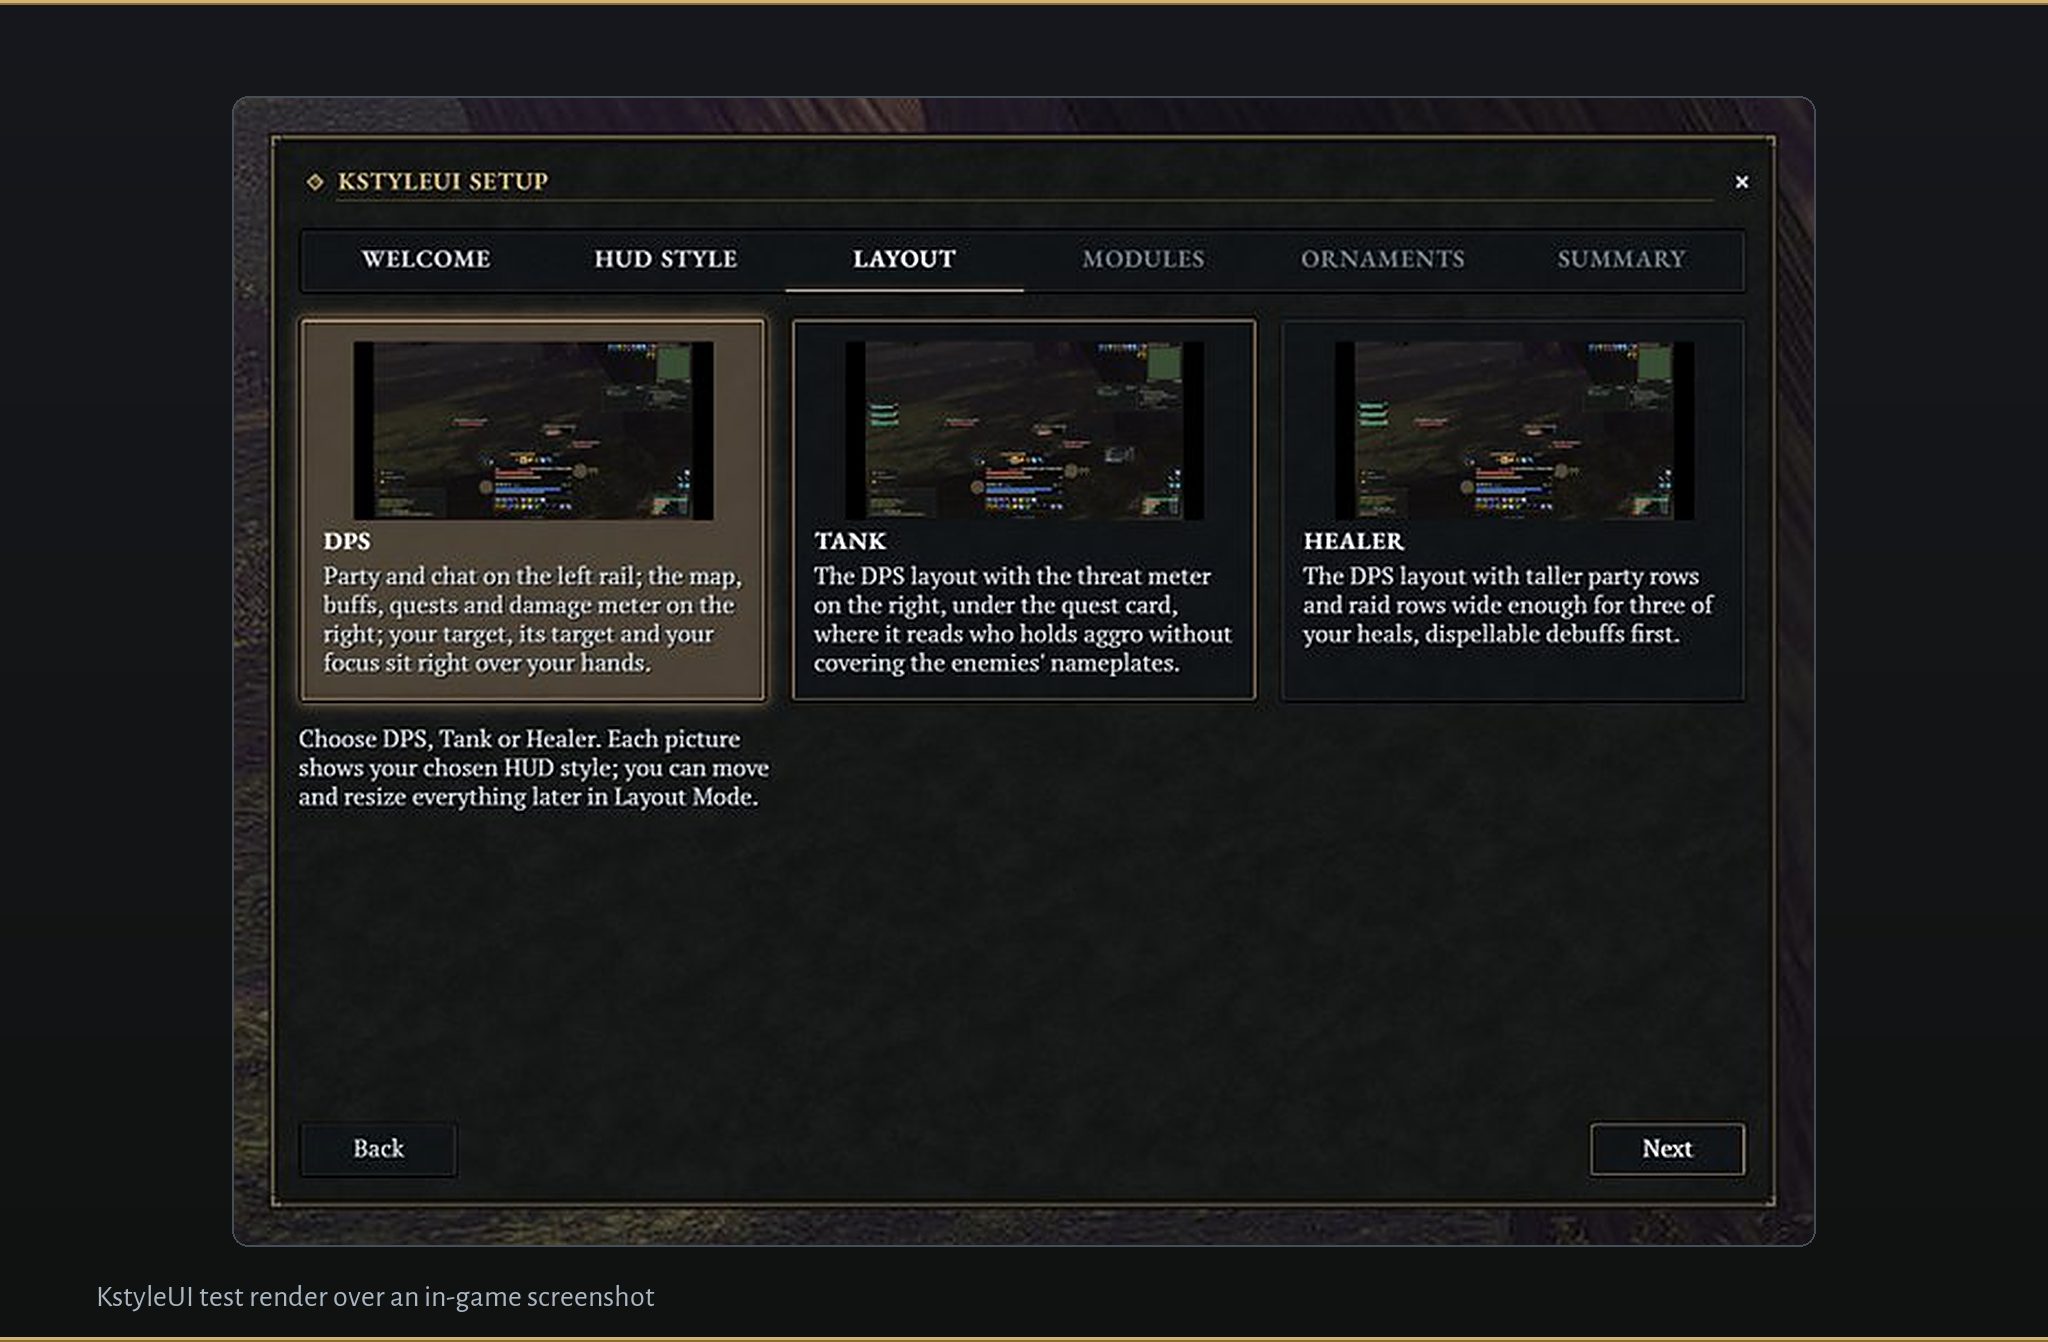 KSTYLEUI SETUP
×
WELCOME
HUD STYLE
LAYOUT
MODULES
ORNAMENTS
SUMMARY
DPS
Party and chat on the left rail; the map,
buffs, quests and damage meter on the
right; your target, its target and your
focus sit right over your hands.
TANK
The DPS layout with the threat meter
on the right, under the quest card,
where it reads who holds aggro without
covering the enemies' nameplates.
HEALER
The DPS layout with taller party rows
and raid rows wide enough for three of
your heals, dispellable debuffs first.
Choose DPS, Tank or Healer. Each picture
shows your chosen HUD style; you can move
and resize everything later in Layout Mode.
Back
Next
KstyleUI test render over an in-game screenshot